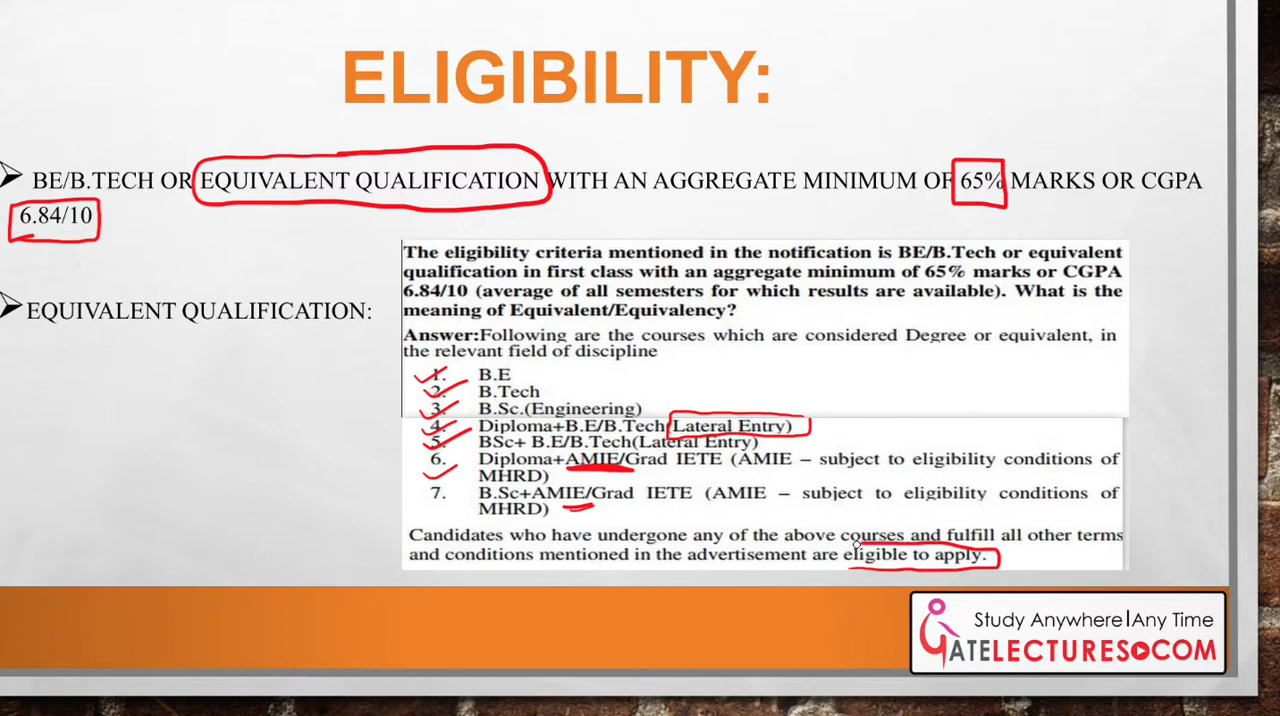 ELIGIBILITY:
BE/B.TECH OR EQUIVALENT QUALIFICATION WITH AN AGGREGATE MINIMUM OF 65% MARKS OR CGPA
6.84/10
EQUIVALENT QUALIFICATION:
The eligibility criteria mentioned in the notification is BE/B.Tech or equivalent
qualification in first class with an aggregate minimum of 65% marks or CGPA
6.84/10 (average of all semesters for which results are available). What is the
meaning of Equivalent/Equivalency?
Answer:Following are the courses which are considered Degree or equivalent, in
the relevant field of discipline
1. B.E
2. B.Tech
3. B.Sc.(Engineering)
4. Diploma+B.E/B.Tech(Lateral Entry)
5. BSc+ B.E/B.Tech(Lateral Entry)
6. Diploma+AMIE/Grad IETE (AMIE – subject to eligibility conditions of
MHRD)
7. B.Sc+AMIE/Grad IETE (AMIE – subject to eligibility conditions of
MHRD)
Candidates who have undergone any of the above courses and fulfill all other terms
and conditions mentioned in the advertisement are eligible to apply.
Study Anywhere|Any Time
GATELECTURES.COM